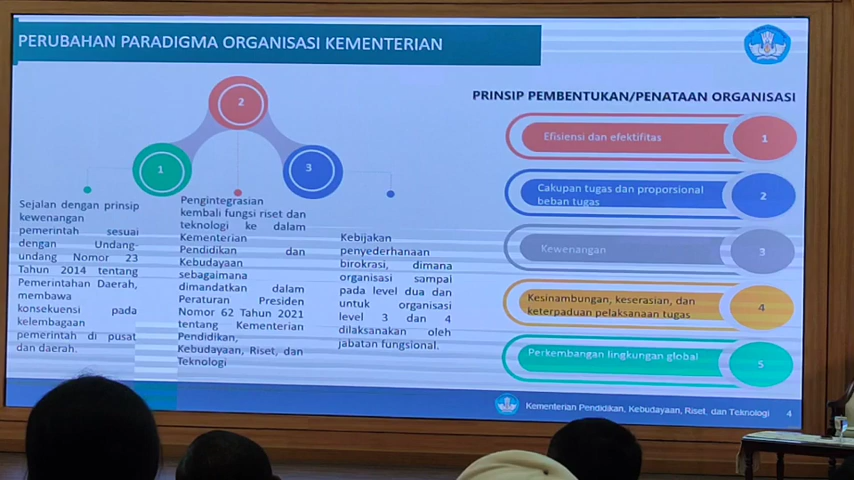 PERUBAHAN PARADIGMA ORGANISASI KEMENTERIAN
2
1
3
Sejalan dengan prinsip
kewenangan
pemerintah sesuai
dengan Undang-
undang Nomor 23
Tahun 2014 tentang
Pemerintahan Daerah,
membawa
konsekuensi pada
kelembagaan
pemerintah di pusat
dan daerah.
Pengintegrasian
kembali fungsi riset dan
teknologi ke dalam
Kementerian
Pendidikan dan
Kebudayaan
sebagaimana
dimandatkan dalam
Peraturan Presiden
Nomor 62 Tahun 2021
tentang Kementerian
Pendidikan,
Kebudayaan, Riset, dan
Teknologi
Kebijakan
penyederhanaan
birokrasi, dimana
organisasi sampai
pada level dua dan
untuk organisasi
level 3 dan 4
dilaksanakan oleh
jabatan fungsional.
PRINSIP PEMBENTUKAN/PENATAAN ORGANISASI
Efisiensi dan efektifitas
1
Cakupan tugas dan proporsional
beban tugas
2
Kewenangan
3
Kesinambungan, keserasian, dan
keterpaduan pelaksanaan tugas
4
Perkembangan lingkungan global
5
Kementerian Pendidikan, Kebudayaan, Riset, dan Teknologi 4